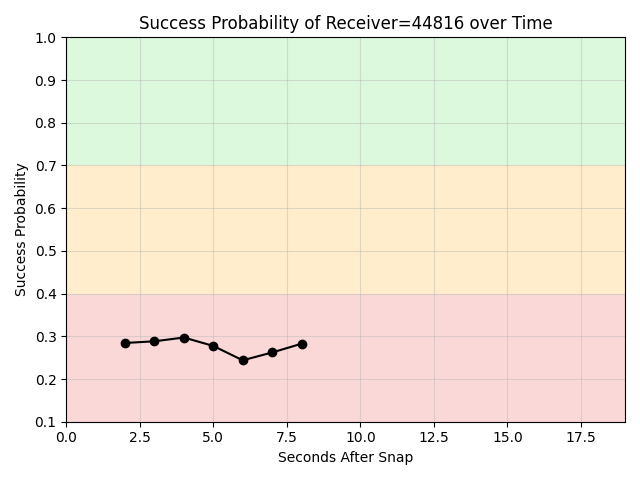 Success Probability of Receiver=44816 over Time
1.0
0.9
0.8
0.7
0.6
0.5
0.4
0.3
0.2
0.1
Success Probability
0.0 2.5 5.0 7.5 10.0 12.5 15.0 17.5
Seconds After Snap